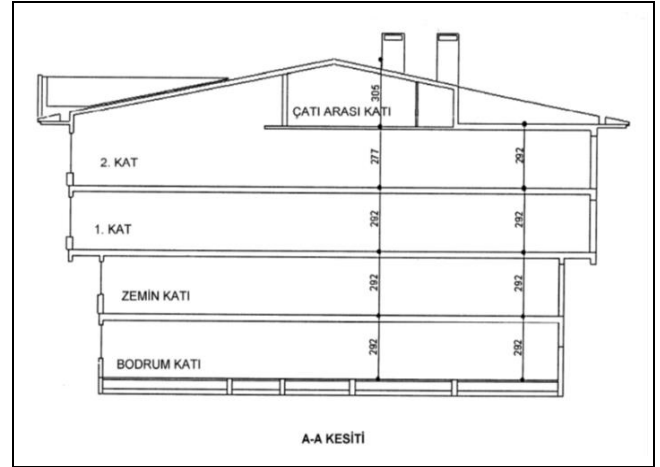 305
ÇATI ARASI KATI
2. KAT
277
292
1. KAT
292
292
ZEMİN KATI
292
292
BODRUM KATI
292
292
A-A KESİTİ